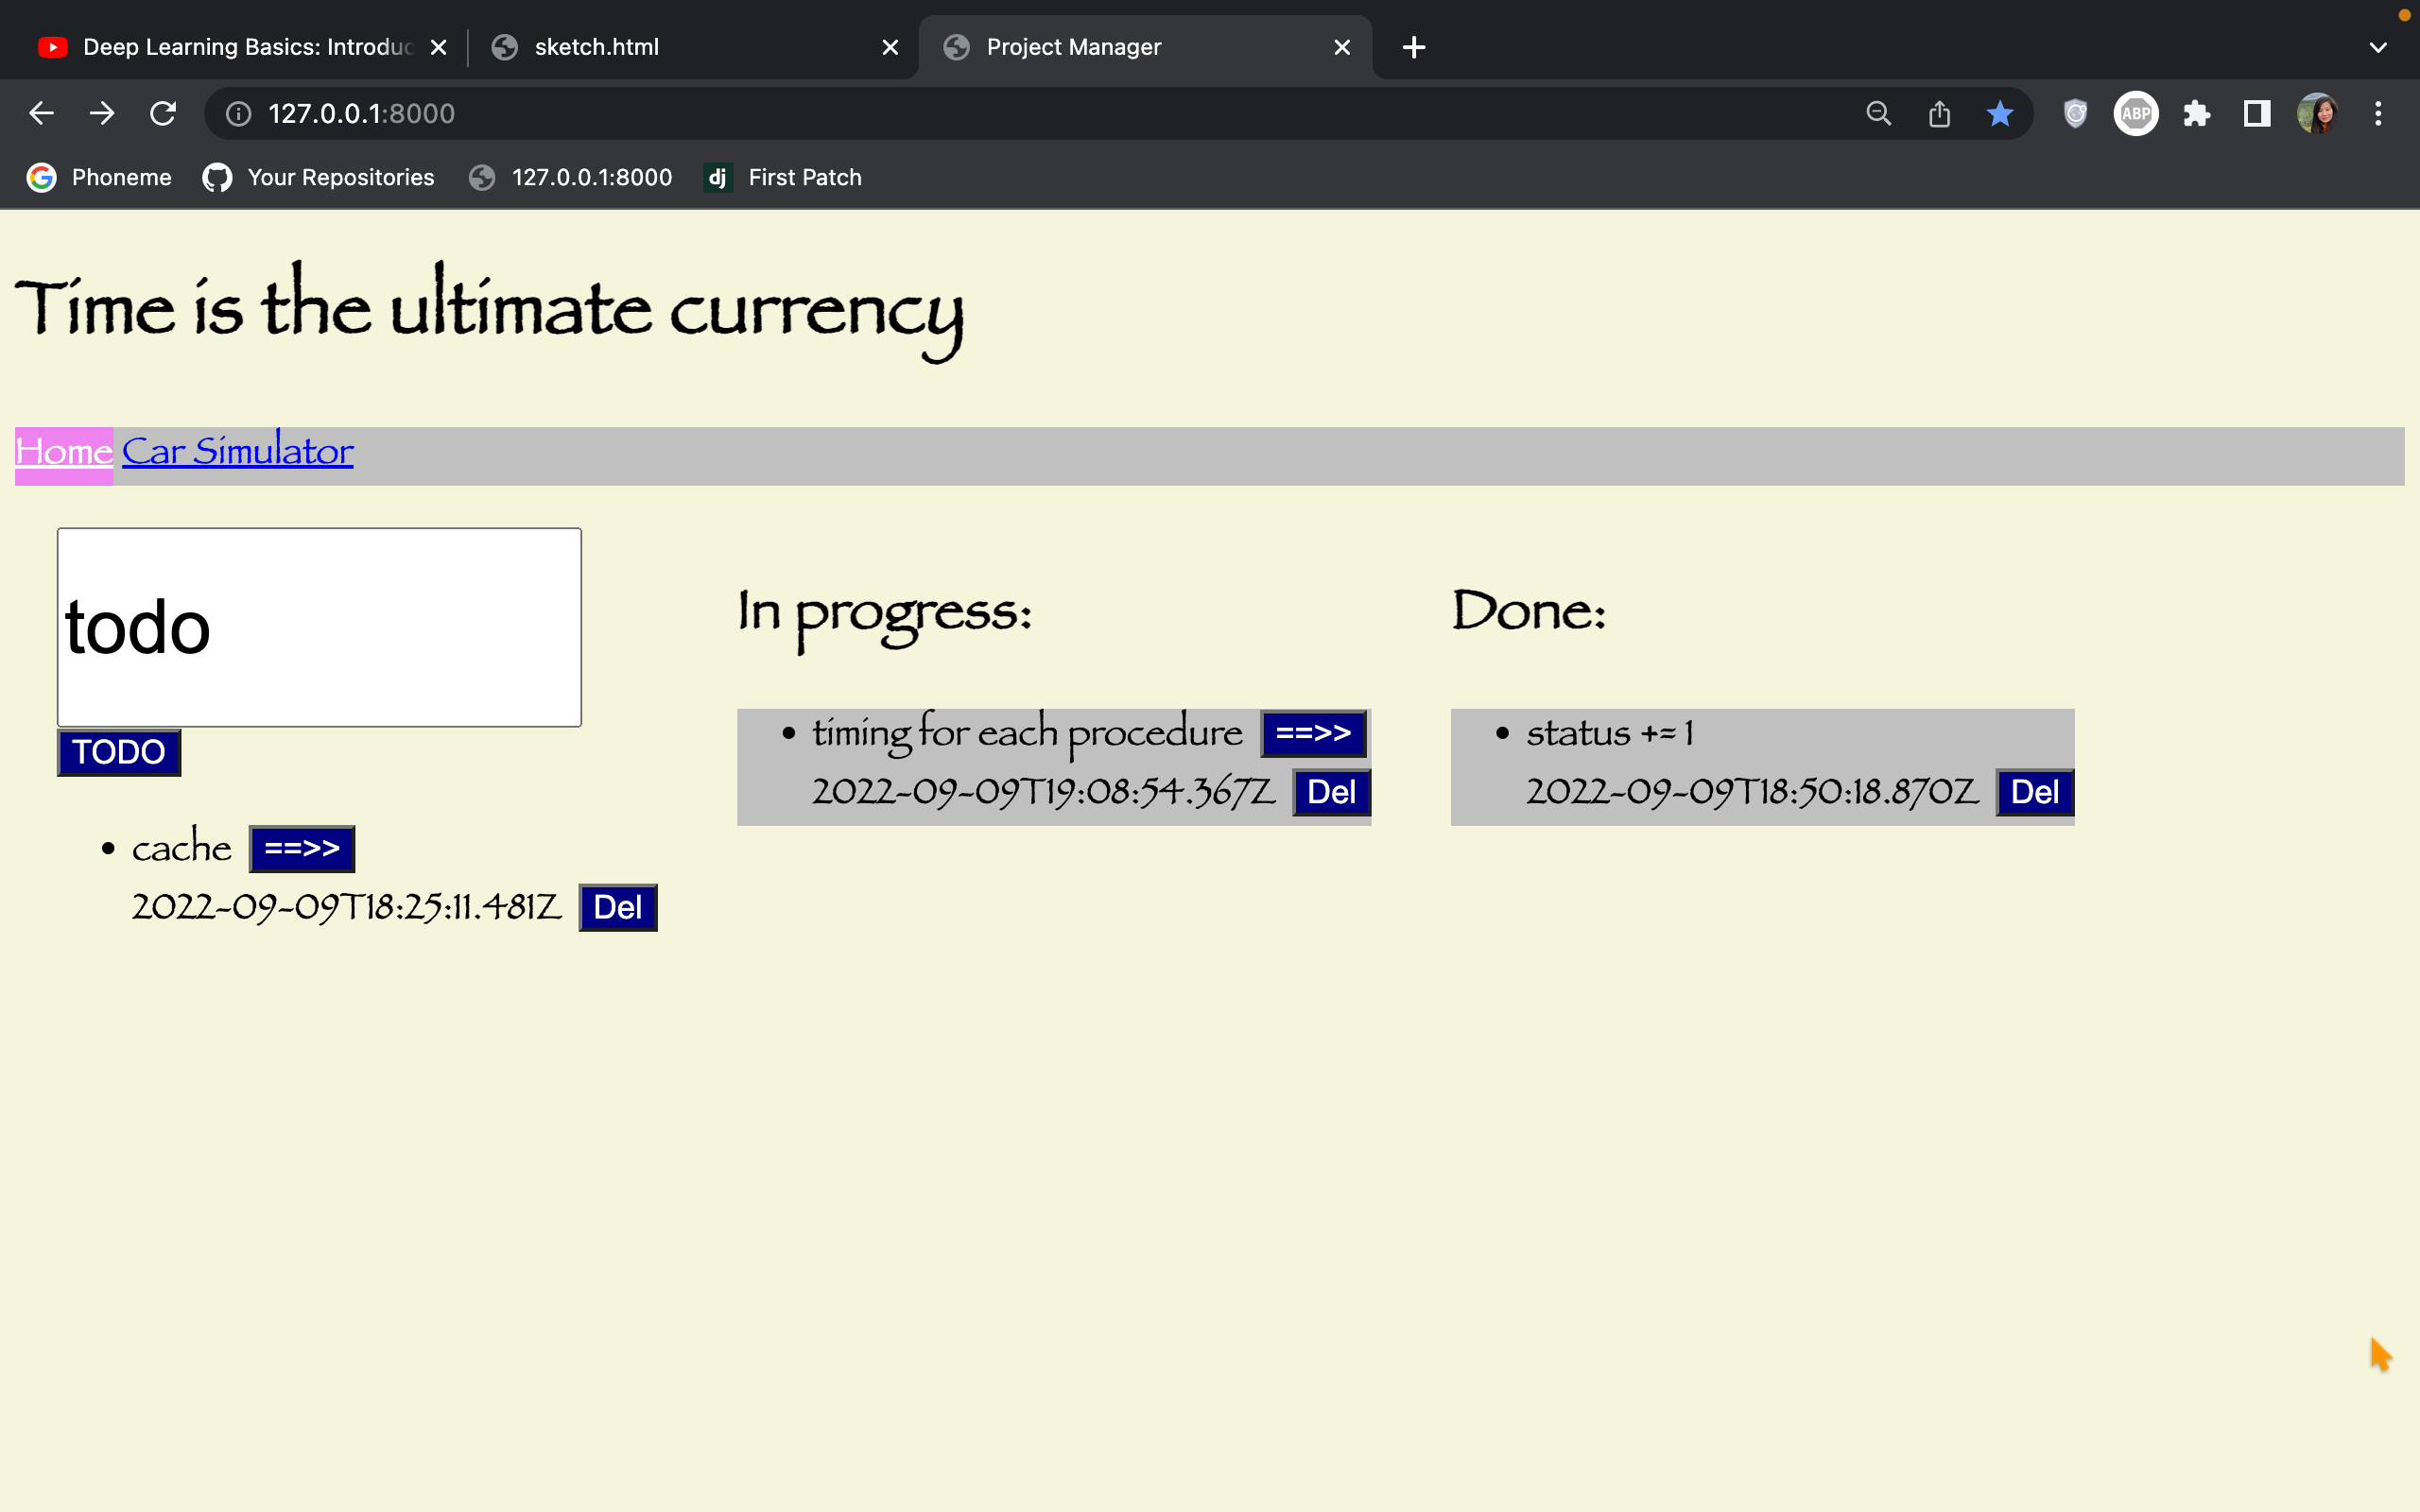 Deep Learning Basics: Introduc
sketch.html
Project Manager
127.0.0.1:8000
ABP
Phoneme
Your Repositories
127.0.0.1:8000
dj
First Patch
Time is the ultimate currency
Home Car Simulator
todo
TODO
cache ==>>
2022-09-09T18:25:11.481Z Del
In progress:
timing for each procedure ==>>
2022-09-09T19:08:54.367Z Del
Done:
status += 1
2022-09-09T18:50:18.870Z Del